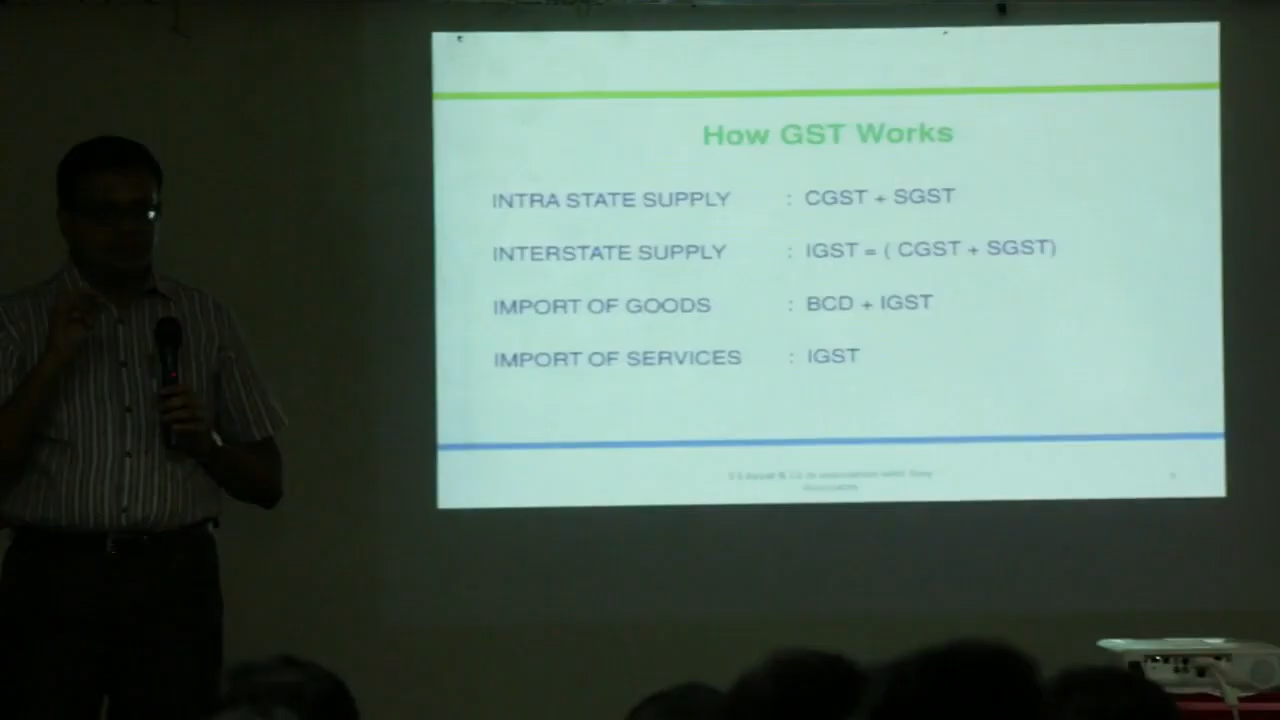 How GST Works
INTRA STATE SUPPLY : CGST + SGST
INTERSTATE SUPPLY : IGST = ( CGST + SGST)
IMPORT OF GOODS : BCD + IGST
IMPORT OF SERVICES : IGST